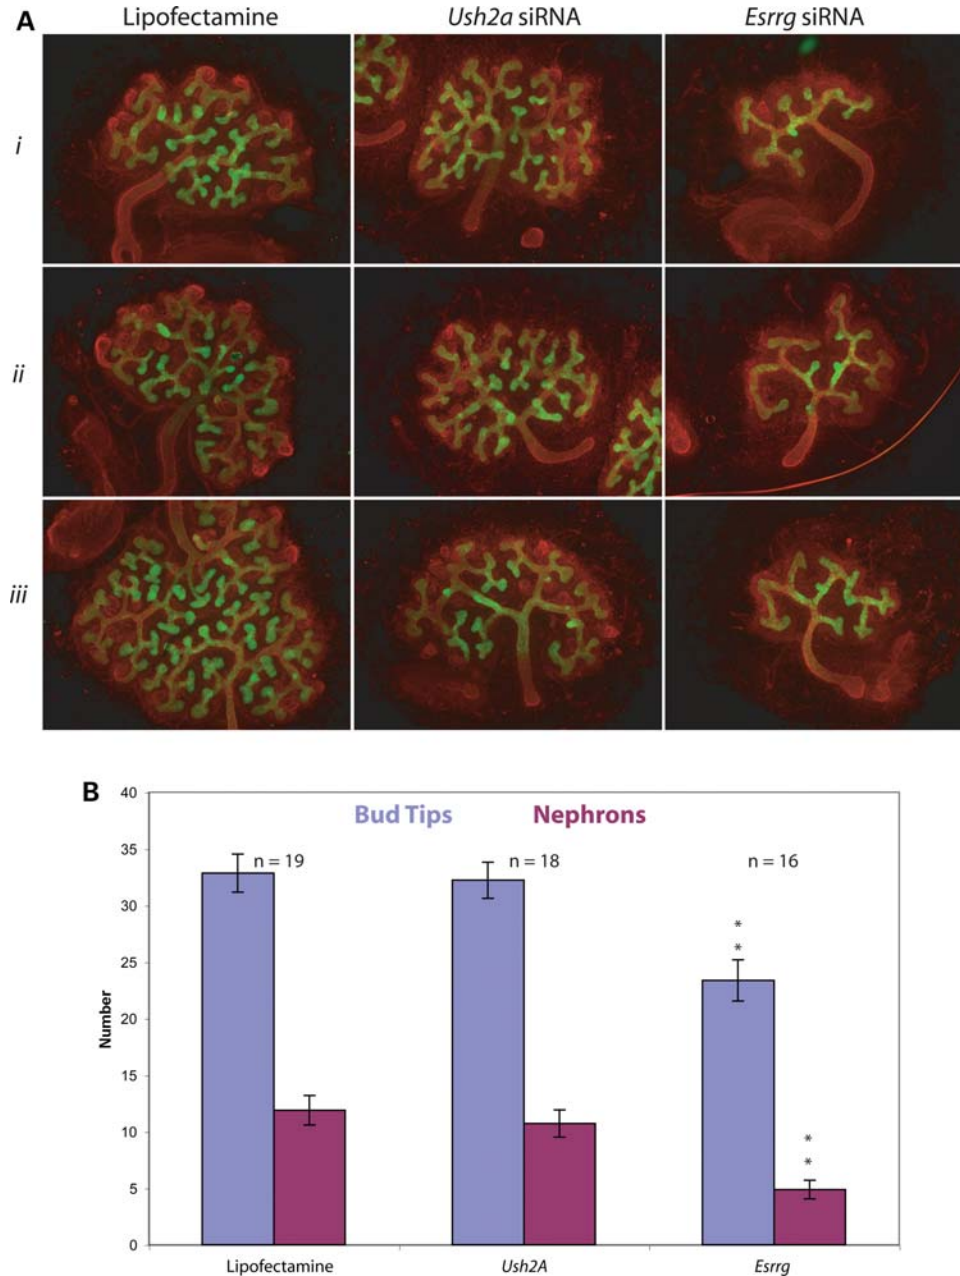 A
Lipofectamine Ush2a siRNA Esrrg siRNA
i
ii
iii
B
40
35
30
25
20
15
10
5
0
Number
Bud Tips Nephrons
n = 19 n = 18 n = 16
*
*
*
*
Lipofectamine Ush2A Esrrg